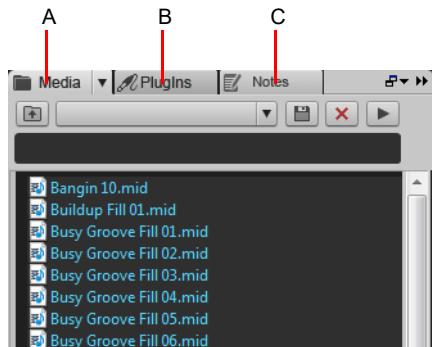 A B C
Media PlugIns Notes
Bangin 10.mid
Buildup Fill 01.mid
Busy Groove Fill 01.mid
Busy Groove Fill 02.mid
Busy Groove Fill 03.mid
Busy Groove Fill 04.mid
Busy Groove Fill 05.mid
Busy Groove Fill 06.mid